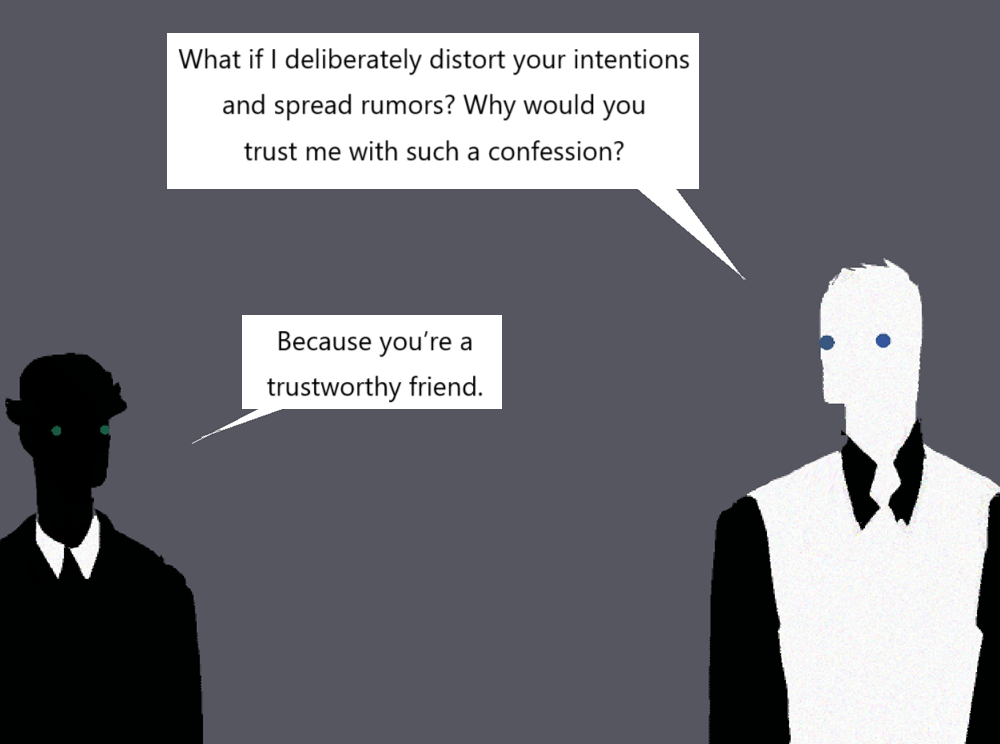 What if I deliberately distort your intentions
and spread rumors? Why would you
trust me with such a confession?
Because you’re a
trustworthy friend.